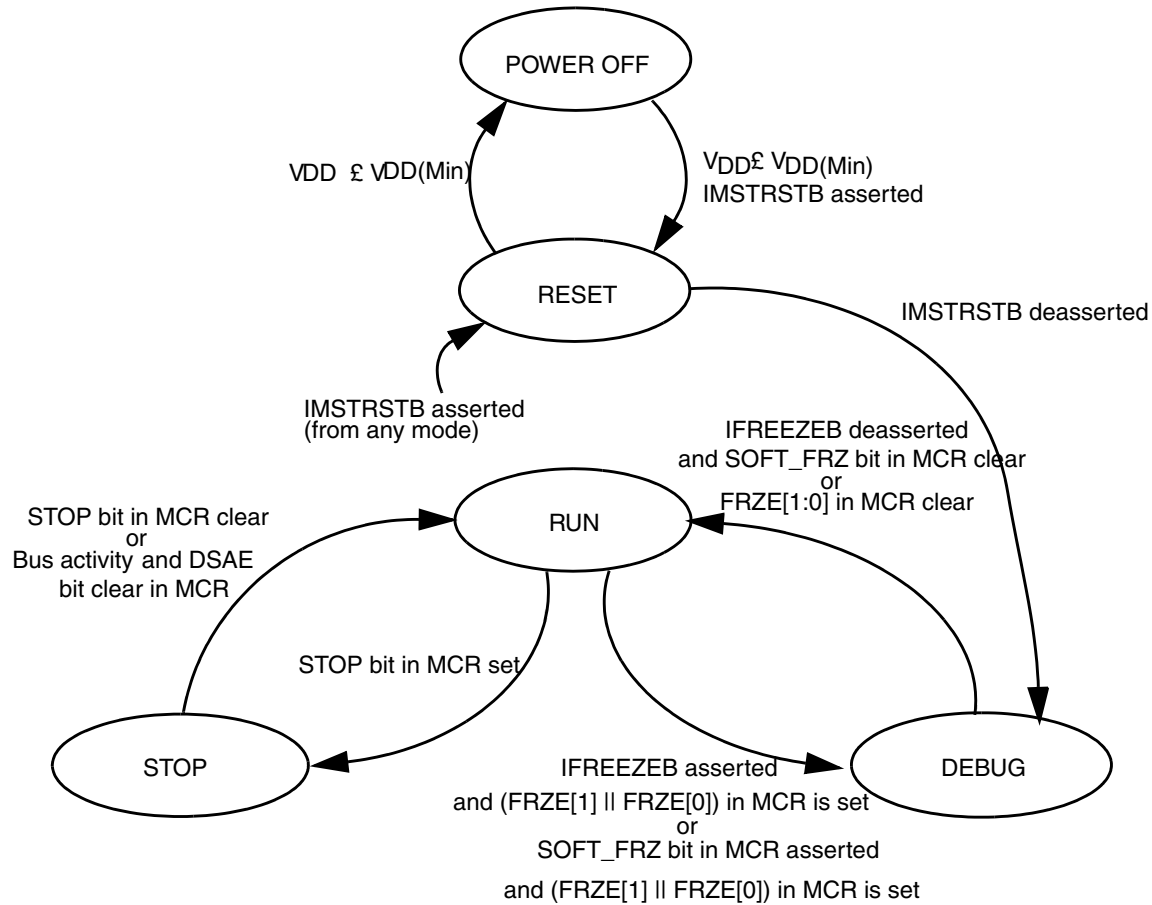 POWER OFF
VDD £ VDD(Min)
VDD£ VDD(Min)
IMSTRSTB asserted
RESET
IMSTRSTB deasserted
IMSTRSTB asserted
(from any mode)
IFREEZEB deasserted
and SOFT_FRZ bit in MCR clear
or
FRZE[1:0] in MCR clear
RUN
STOP bit in MCR clear
or
Bus activity and DSAE
bit clear in MCR
STOP bit in MCR set
STOP
DEBUG
IFREEZEB asserted
and (FRZE[1] || FRZE[0]) in MCR is set
or
SOFT_FRZ bit in MCR asserted
and (FRZE[1] || FRZE[0]) in MCR is set